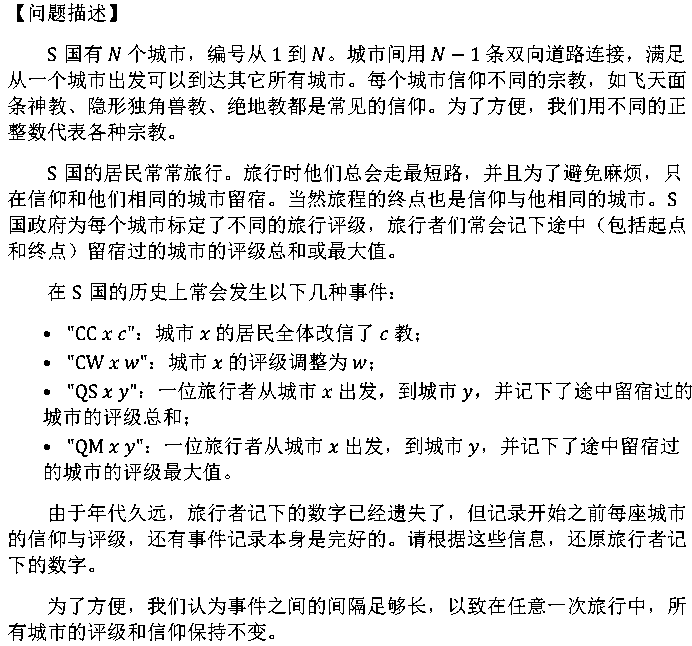 【问题描述】
S 国有 N 个城市，编号从 1 到 N。城市间用 N − 1 条双向道路连接，满足
从一个城市出发可以到达其它所有城市。每个城市信仰不同的宗教，如飞天面
条神教、隐形独角兽教、绝地教都是常见的信仰。为了方便，我们用不同的正
整数代表各种宗教。
S 国的居民常常旅行。旅行时他们总会走最短路，并且为了避免麻烦，只
在信仰和他们相同的城市留宿。当然旅程的终点也是信仰与他相同的城市。S
国政府为每个城市标定了不同的旅行评级，旅行者们常会记下途中（包括起点
和终点）留宿过的城市的评级总和或最大值。
在 S 国的历史上常会发生以下几种事件：
• "CC x c"：城市 x 的居民全体改信了 c 教；
• "CW x w"：城市 x 的评级调整为 w；
• "QS x y"：一位旅行者从城市 x 出发，到城市 y，并记下了途中留宿过的
城市的评级总和；
• "QM x y"：一位旅行者从城市 x 出发，到城市 y，并记下了途中留宿过
的城市的评级最大值。
由于年代久远，旅行者记下的数字已经遗失了，但记录开始之前每座城市
的信仰与评级，还有事件记录本身是完好的。请根据这些信息，还原旅行者记
下的数字。
为了方便，我们认为事件之间的间隔足够长，以致在任意一次旅行中，所
有城市的评级和信仰保持不变。